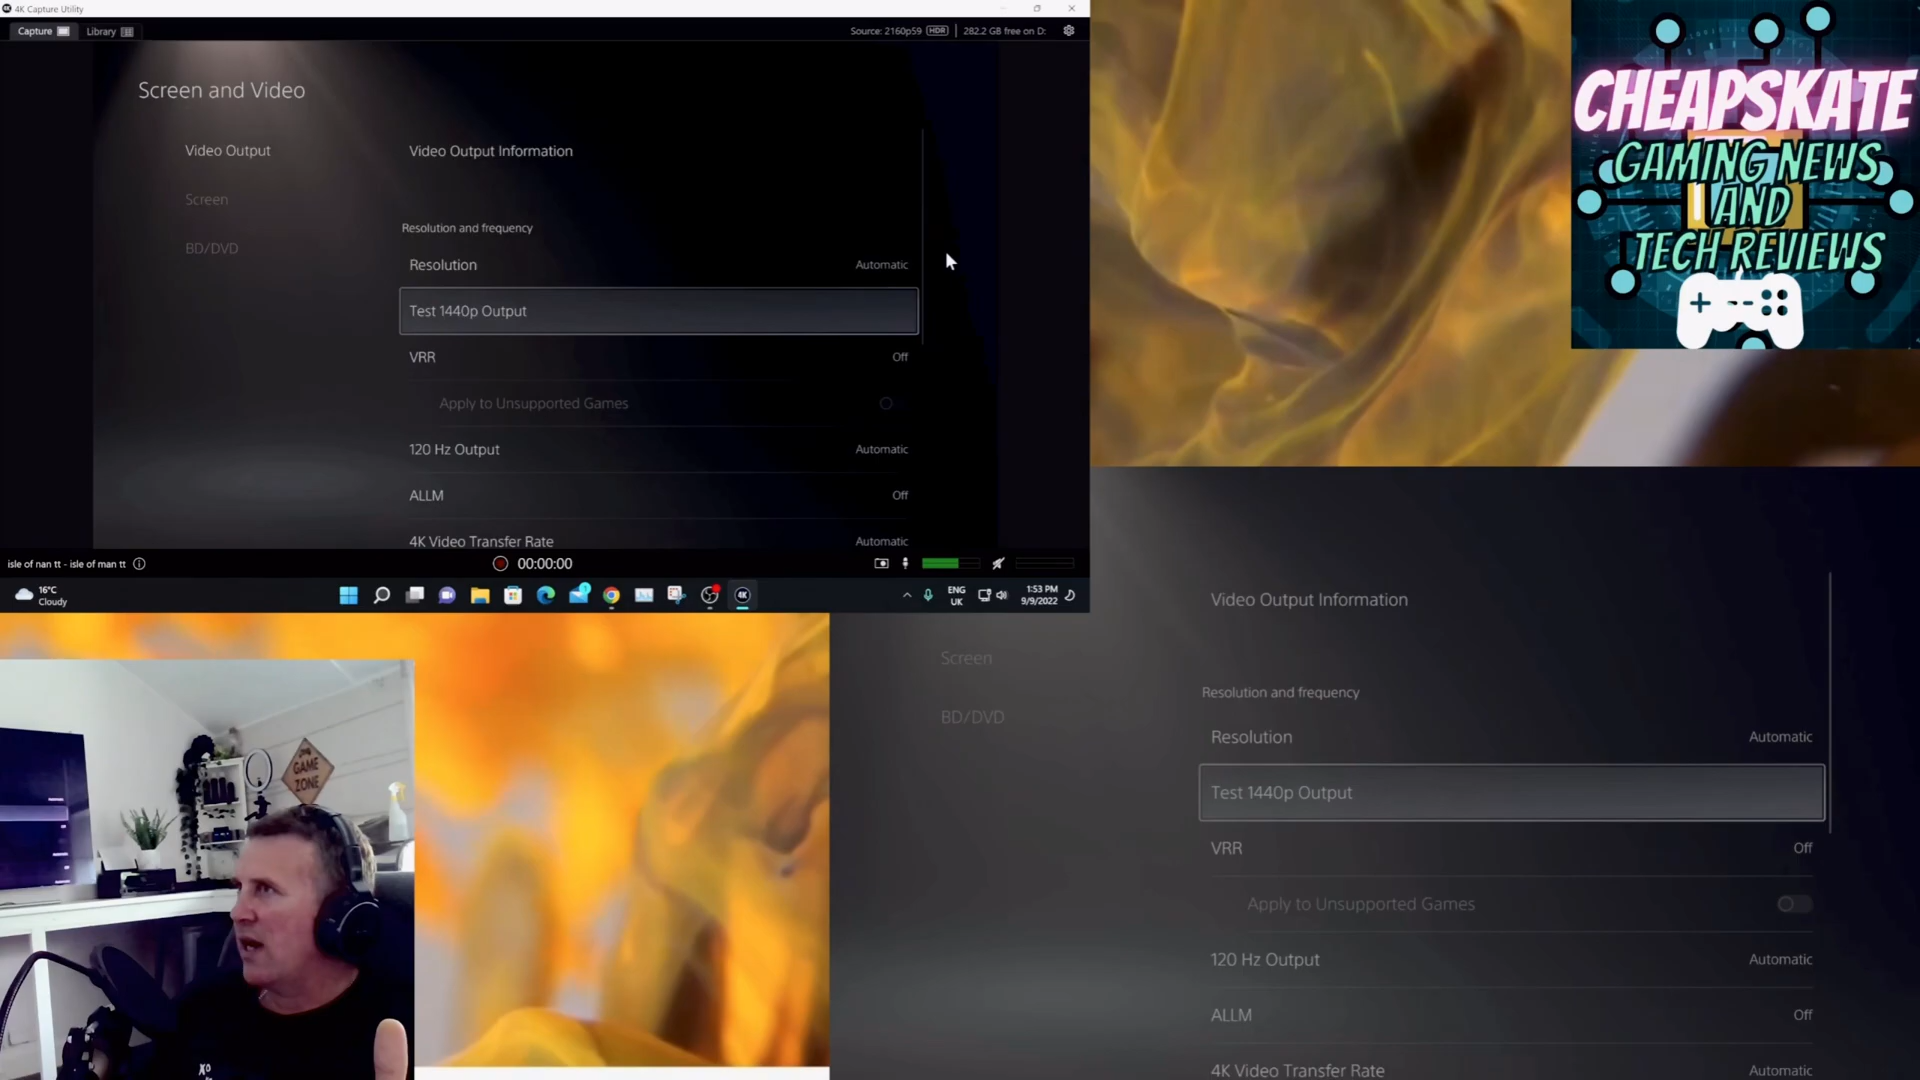 4K Capture Utility
Capture
Library
Source: 2160p59 HDR
282.2 GB free on D:
Screen and Video
Video Output
Screen
BD/DVD
Video Output Information
Resolution and frequency
Resolution Automatic
Test 1440p Output
VRR Off
Apply to Unsupported Games
120 Hz Output Automatic
ALLM Off
4K Video Transfer Rate Automatic
isle of nan tt - isle of man tt
00:00:00
16°C
Cloudy
4K
ENG
UK
1:53 PM
9/9/2022
CHEAPSKATE
GAMING NEWS
AND
TECH REVIEWS
GAME
ZONE
XO
Screen
BD/DVD
Video Output Information
Resolution and frequency
Resolution Automatic
Test 1440p Output
VRR Off
Apply to Unsupported Games
120 Hz Output Automatic
ALLM Off
4K Video Transfer Rate Automatic